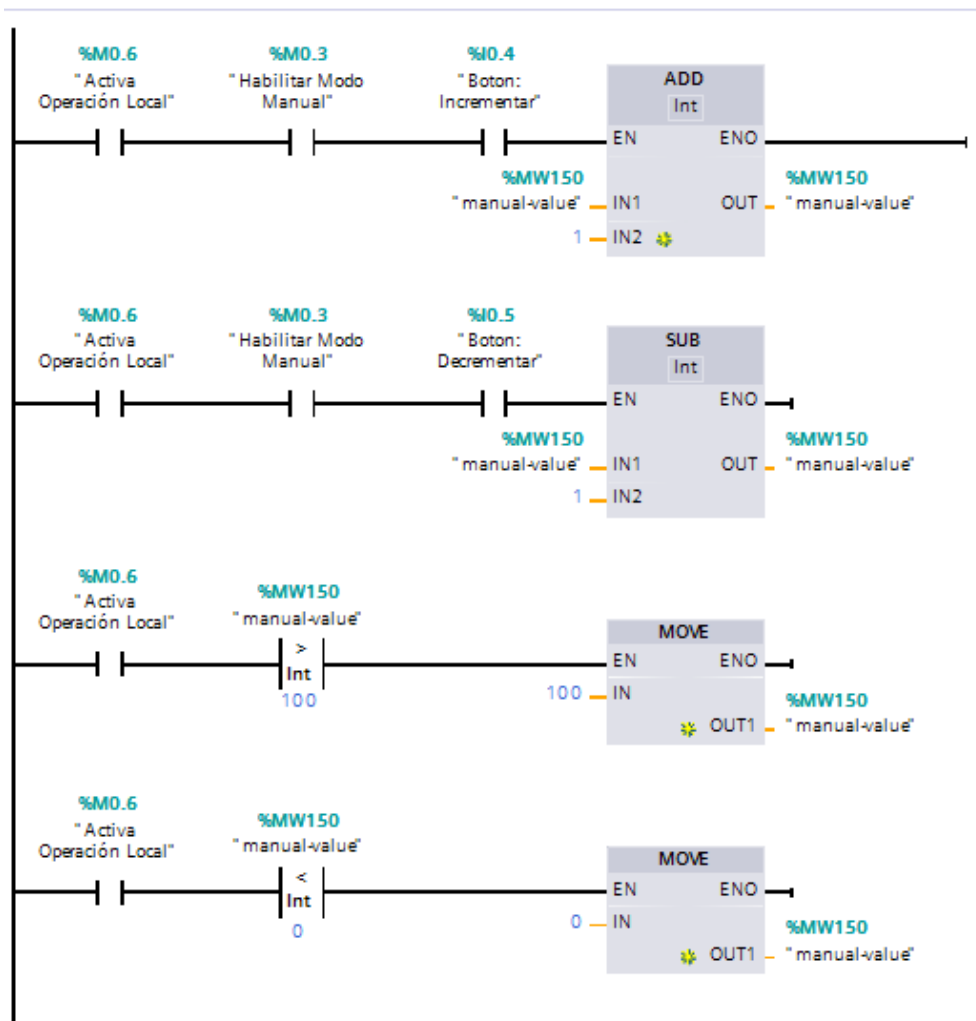 %M0.6 %M0.3 %I0.4
"Activa "Habilitar Modo "Boton: ADD
Operación Local" Manual" Incrementar" Int
EN ENO
%MW150 %MW150
"manual-value" IN1 OUT "manual-value"
1 IN2
%M0.6 %M0.3 %I0.5
"Activa "Habilitar Modo "Boton: SUB
Operación Local" Manual" Decrementar" Int
EN ENO
%MW150 %MW150
"manual-value" IN1 OUT "manual-value"
1 IN2
%M0.6
"Activa %MW150
Operación Local" "manual-value"
MOVE
> EN ENO
Int
100 100 IN
%MW150
OUT1 "manual-value"
%M0.6
"Activa %MW150
Operación Local" "manual-value"
MOVE
< EN ENO
Int
0 0 IN
%MW150
OUT1 "manual-value"